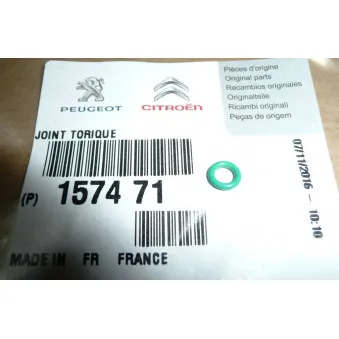 PEUGEOT
CITROËN
Pièces d'origine
Original parts
Recambios originales
Originalteile
Ricambi originali
Peças de origem
JOINT TORIQUE
(P) 1574 71
07/11/2016 - 10:10
MADE IN FR FRANCE